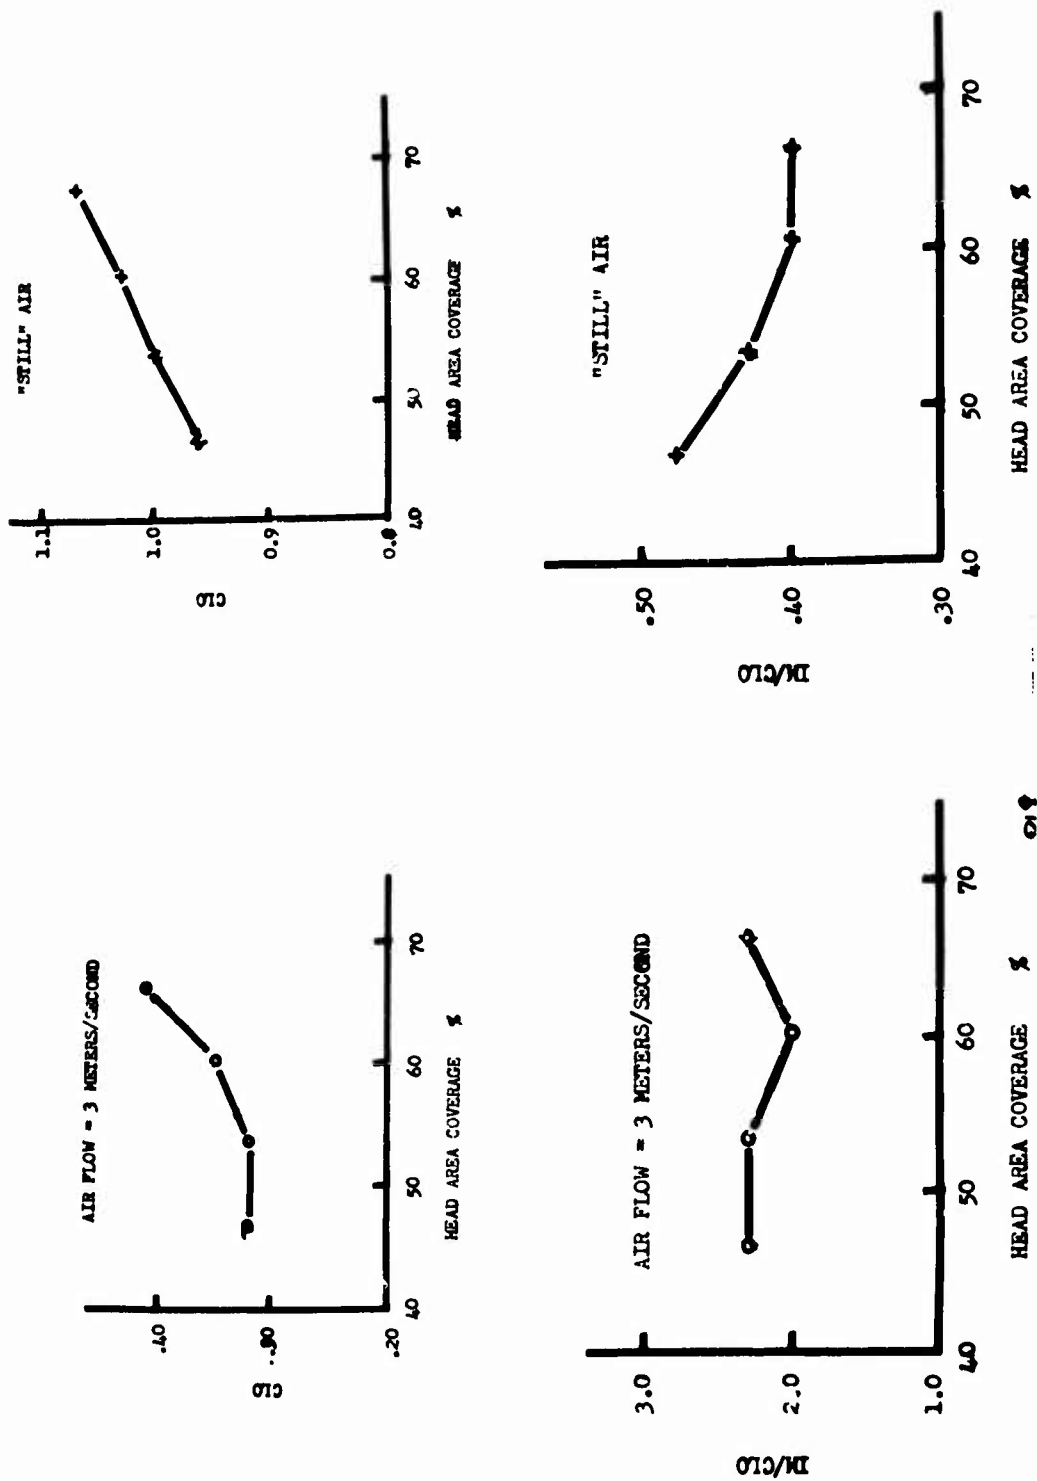 "STILL" AIR
1.1
1.0
0.9
0.8
CLO
40
50
60
70
HEAD AREA COVERAGE %
"STILL" AIR
.50
.40
.30
IM/CLO
40
50
60
70
HEAD AREA COVERAGE %
AIR FLOW = 3 METERS/SECOND
.40
.30
.20
CLO
40
50
60
70
HEAD AREA COVERAGE %
AIR FLOW = 3 METERS/SECOND
3.0
2.0
1.0
IM/CLO
40
50
60
70
HEAD AREA COVERAGE %